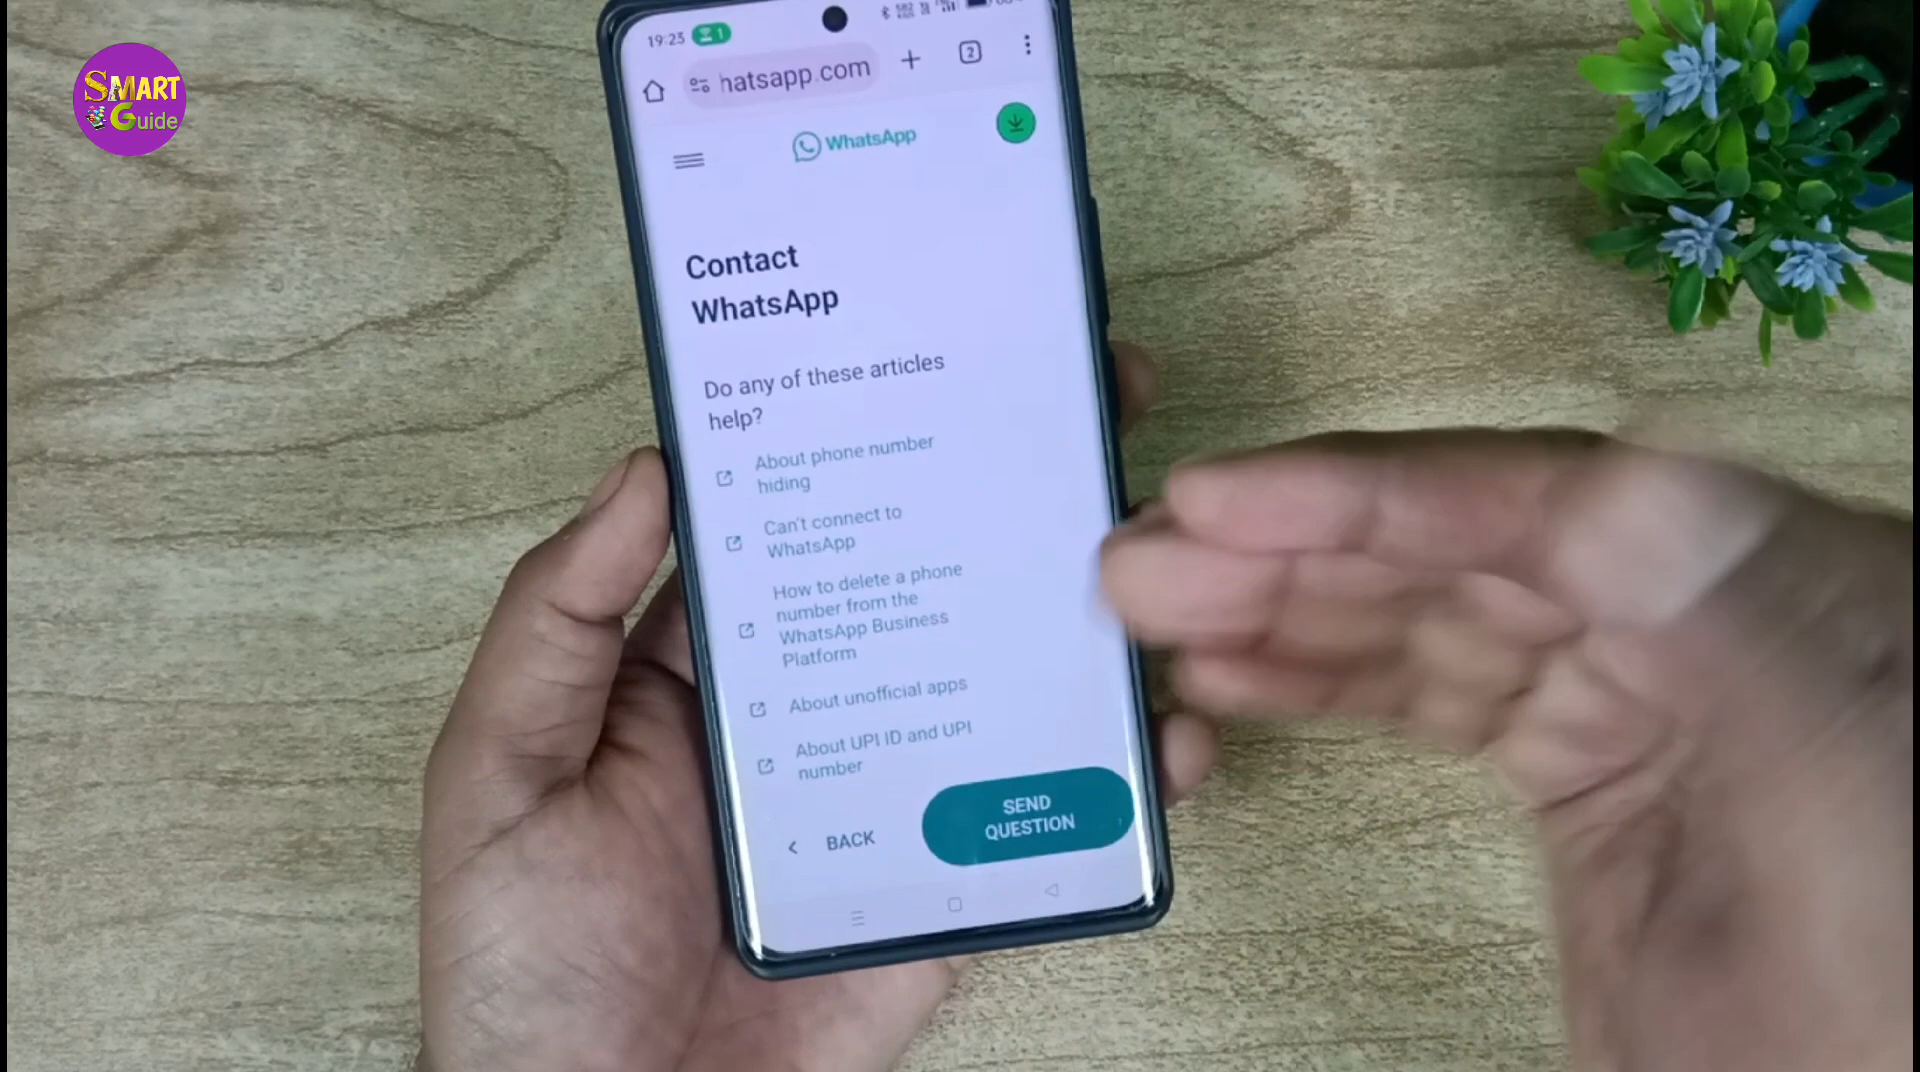 SMART
Guide
19:23
1
hatsapp.com
2
WhatsApp
Contact
WhatsApp
Do any of these articles
help?
About phone number
hiding
Can't connect to
WhatsApp
How to delete a phone
number from the
WhatsApp Business
Platform
About unofficial apps
About UPI ID and UPI
number
BACK
SEND
QUESTION